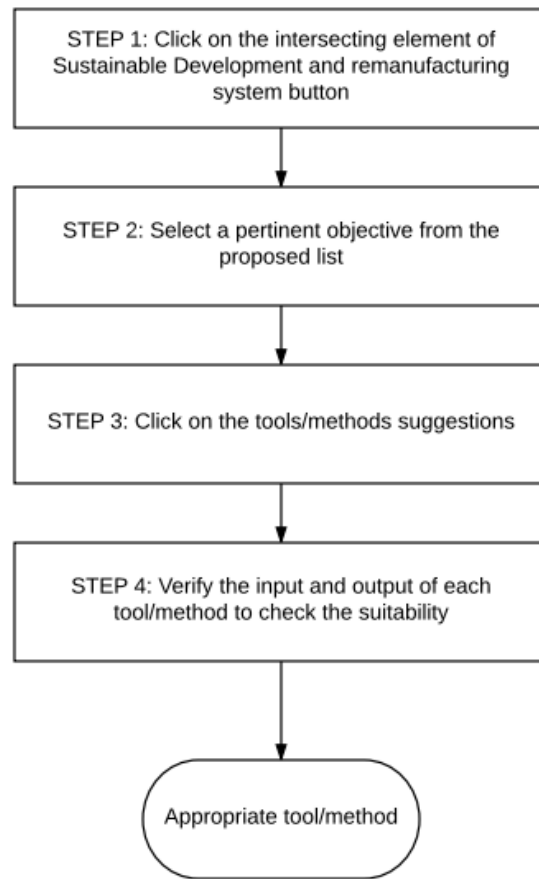 STEP 1: Click on the intersecting element of
Sustainable Development and remanufacturing
system button
STEP 2: Select a pertinent objective from the
proposed list
STEP 3: Click on the tools/methods suggestions
STEP 4: Verify the input and output of each
tool/method to check the suitability
Appropriate tool/method